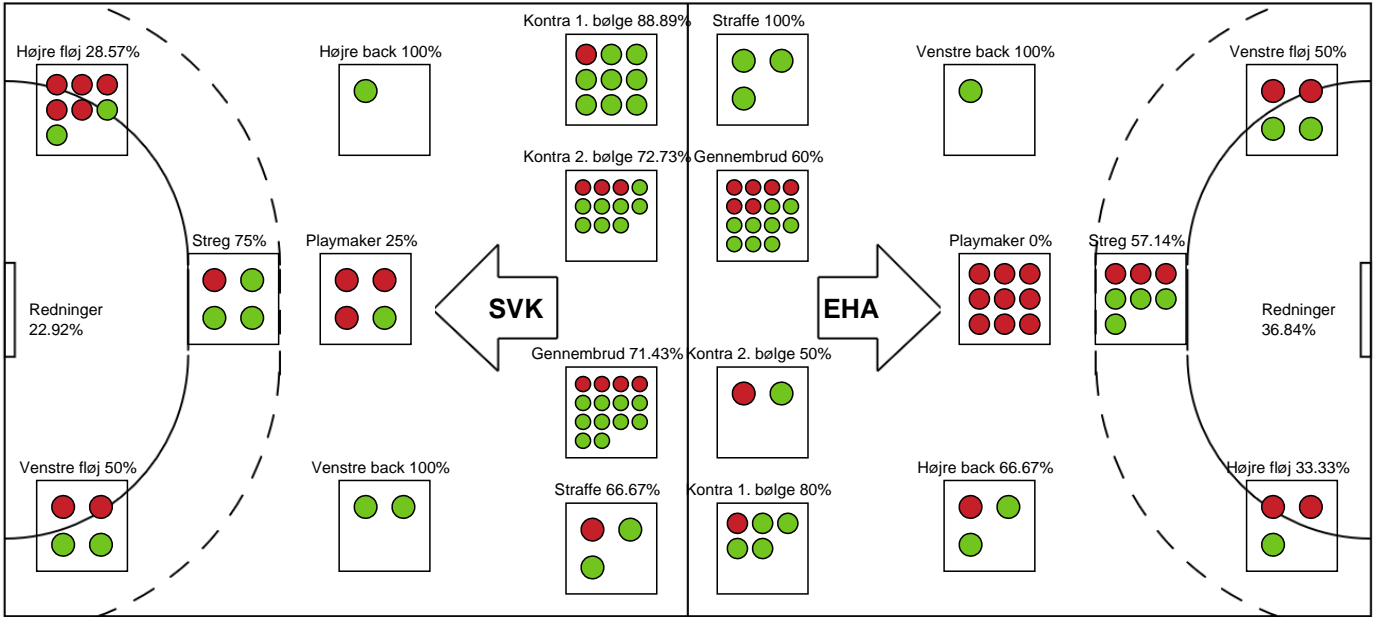 Kontra 1. bølge 88.89%
Straffe 100%
Højre fløj 28.57%
Højre back 100%
Venstre back 100%
Venstre fløj 50%
Kontra 2. bølge 72.73%
Gennembrud 60%
Streg 75%
Playmaker 25%
Playmaker 0%
Streg 57.14%
Redninger
22.92%
SVK
EHA
Redninger
36.84%
Gennembrud 71.43%
Kontra 2. bølge 50%
Venstre fløj 50%
Venstre back 100%
Højre back 66.67%
Højre fløj 33.33%
Straffe 66.67%
Kontra 1. bølge 80%